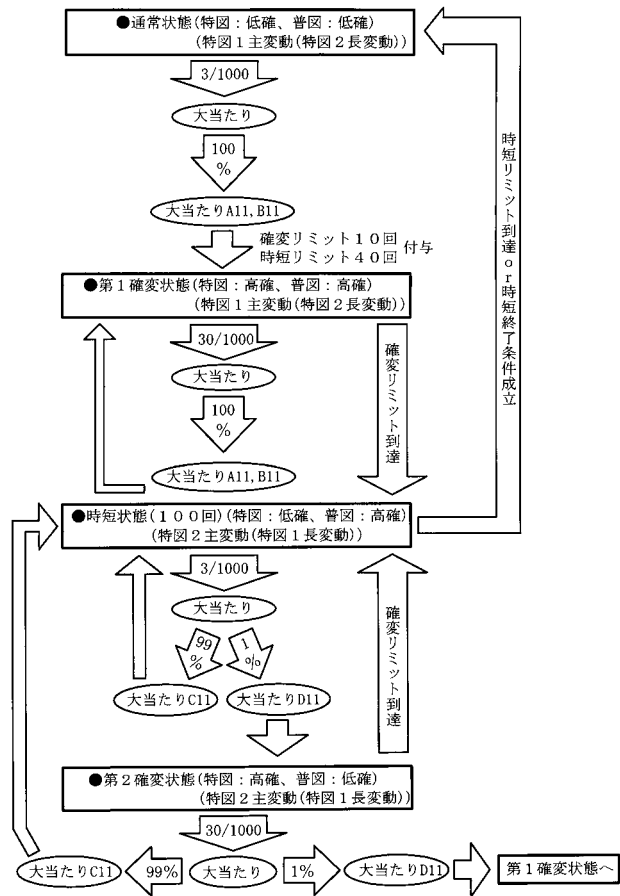 ●通常状態(特図：低確、普図：低確)
(特図１主変動(特図２長変動))
3/1000
大当たり
100
%
大当たりA11,B11
確変リミット１０回
時短リミット４０回
付与
●第１確変状態(特図：高確、普図：高確)
(特図１主変動(特図２長変動))
30/1000
大当たり
100
%
大当たりA11,B11
確変リミット到達
時短リミット到達ｏｒ時短終了条件成立
●時短状態(１００回)(特図：低確、普図：高確)
(特図２主変動(特図１長変動))
3/1000
大当たり
99
%
1
%
大当たりC11
大当たりD11
確変リミット到達
●第２確変状態(特図：高確、普図：低確)
(特図２主変動(特図１長変動))
30/1000
大当たりC11
99%
大当たり
1%
大当たりD11
第１確変状態へ